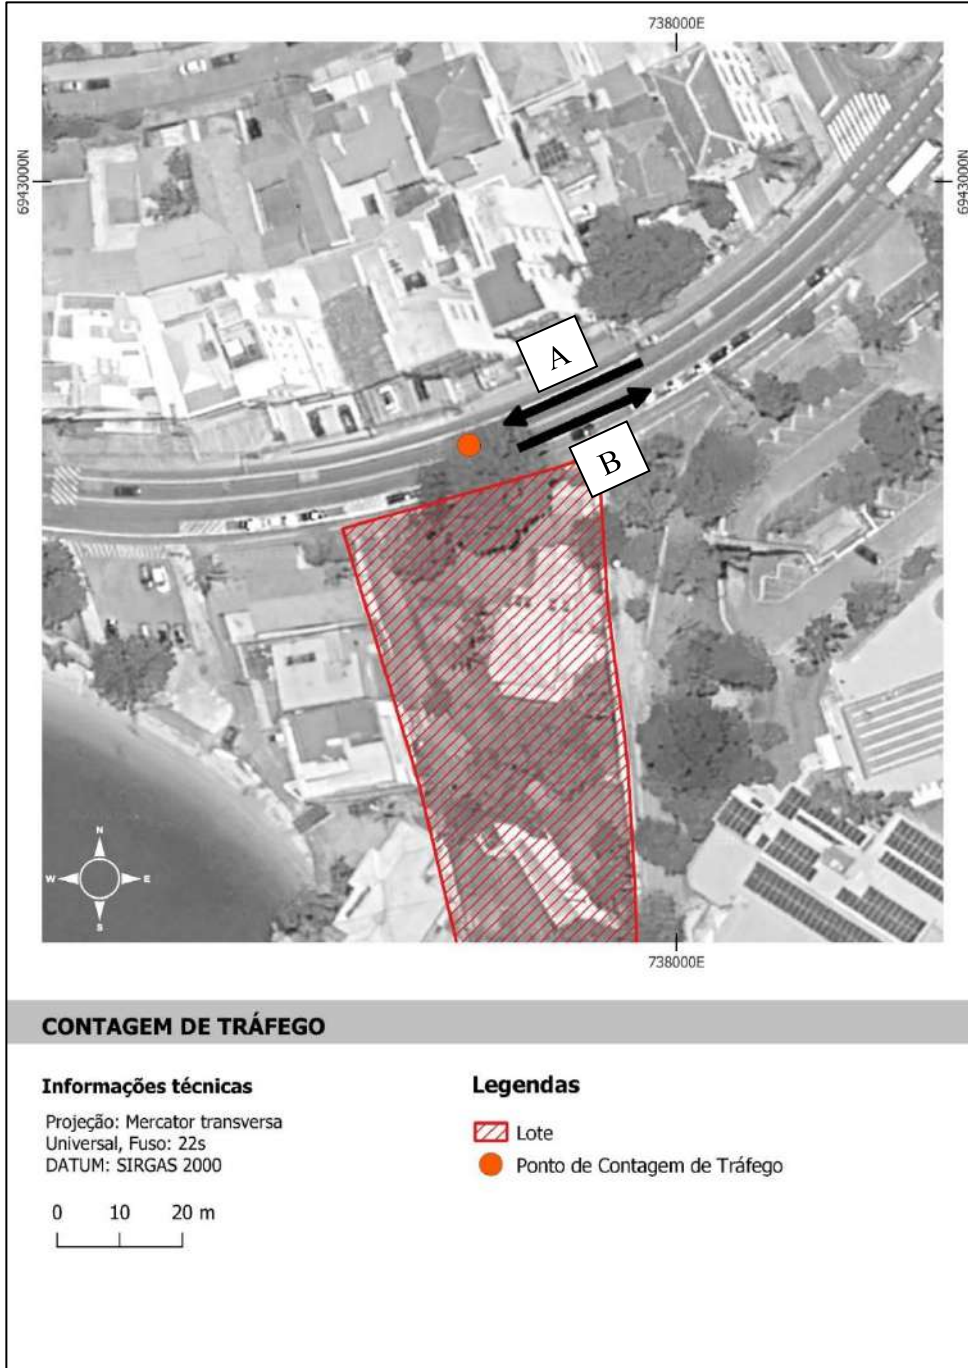 738000E
6943000N
6943000N
A
B
N
W
E
S
738000E
CONTAGEM DE TRÁFEGO
Informações técnicas
Projeção: Mercator transversa
Universal, Fuso: 22s
DATUM: SIRGAS 2000
0 10 20 m
Legendas
Lote
Ponto de Contagem de Tráfego